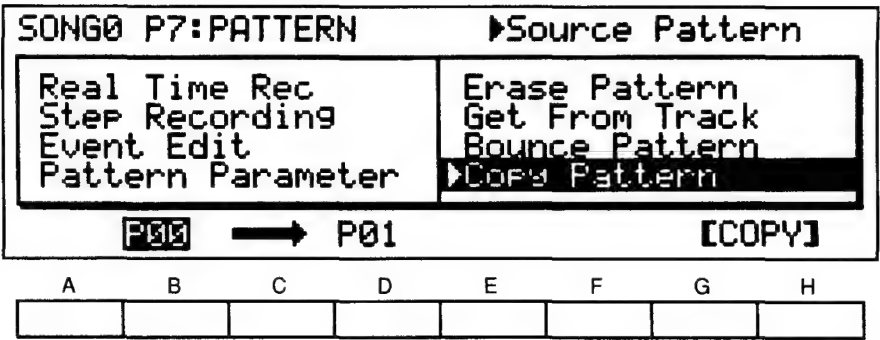 SONG0 P7:PATTERN ▶Source Pattern
Real Time Rec
Step Recording
Event Edit
Pattern Parameter
Erase Pattern
Get From Track
Bounce Pattern
▶Copy Pattern
P00 → P01 [COPY]
A B C D E F G H